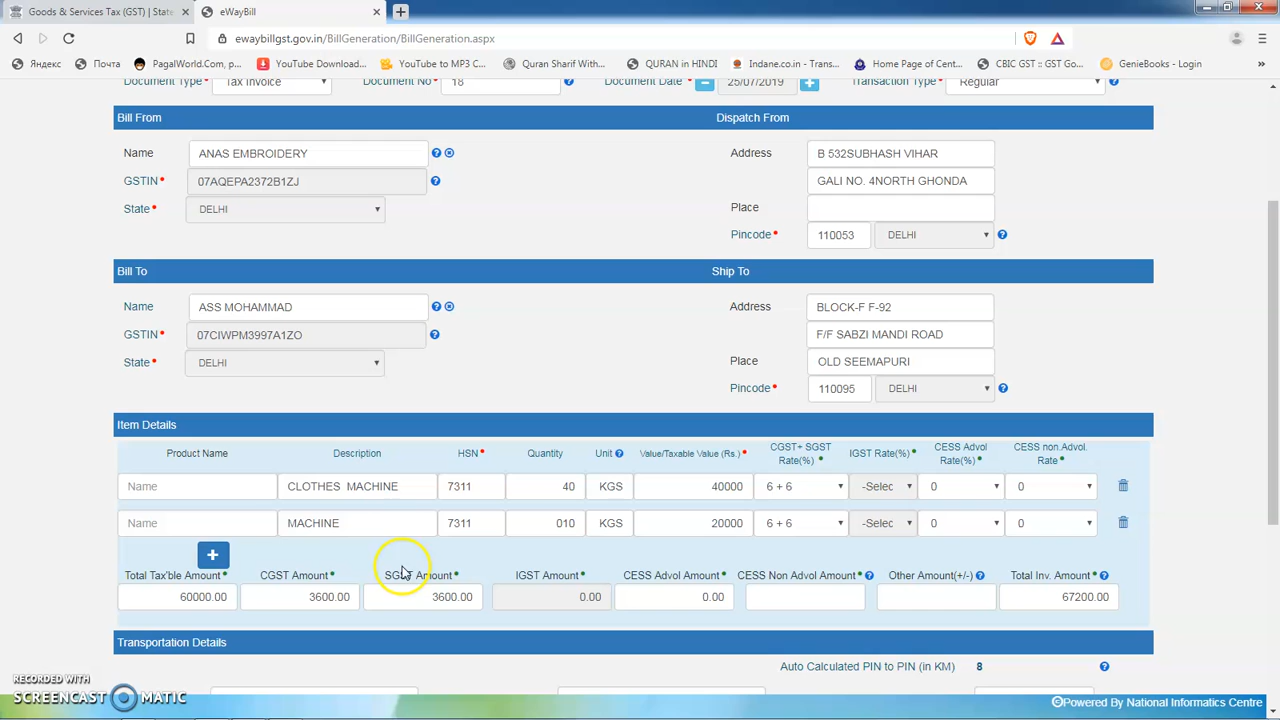 Goods & Services Tax (GST) | State
eWayBill
ewaybillgst.gov.in/BillGeneration/BillGeneration.aspx
Яндекс Почта PagalWorld.Com, p... YouTube Download... YouTube to MP3 C... Quran Sharif With... QURAN in HINDI Indane.co.in - Trans... Home Page of Cent... CBIC GST :: GST Go... GenieBooks - Login
Document Type Tax Invoice Document No 18 Document Date 25/07/2019 Transaction Type Regular
Bill From Dispatch From
Name ANAS EMBROIDERY Address B 532SUBHASH VIHAR
GSTIN 07AQEPA2372B1ZJ GALI NO. 4NORTH GHONDA
State DELHI Place
Pincode 110053 DELHI
Bill To Ship To
Name ASS MOHAMMAD Address BLOCK-F F-92
GSTIN 07CIWPM3997A1ZO F/F SABZI MANDI ROAD
State DELHI Place OLD SEEMAPURI
Pincode 110095 DELHI
Item Details
Product Name Description HSN Quantity Unit Value/Taxable Value (Rs.) CGST+ SGST Rate(%) IGST Rate(%) CESS Advol Rate(%) CESS non.Advol. Rate
Name CLOTHES MACHINE 7311 40 KGS 40000 6 + 6 -Selec 0 0
Name MACHINE 7311 010 KGS 20000 6 + 6 -Selec 0 0
+
Total Tax'ble Amount CGST Amount SGST Amount IGST Amount CESS Advol Amount CESS Non Advol Amount Other Amount(+/-) Total Inv. Amount
60000.00 3600.00 3600.00 0.00 0.00 67200.00
Transportation Details
Auto Calculated PIN to PIN (in KM) 8
RECORDED WITH
SCREENCAST MATIC
Powered By National Informatics Centre